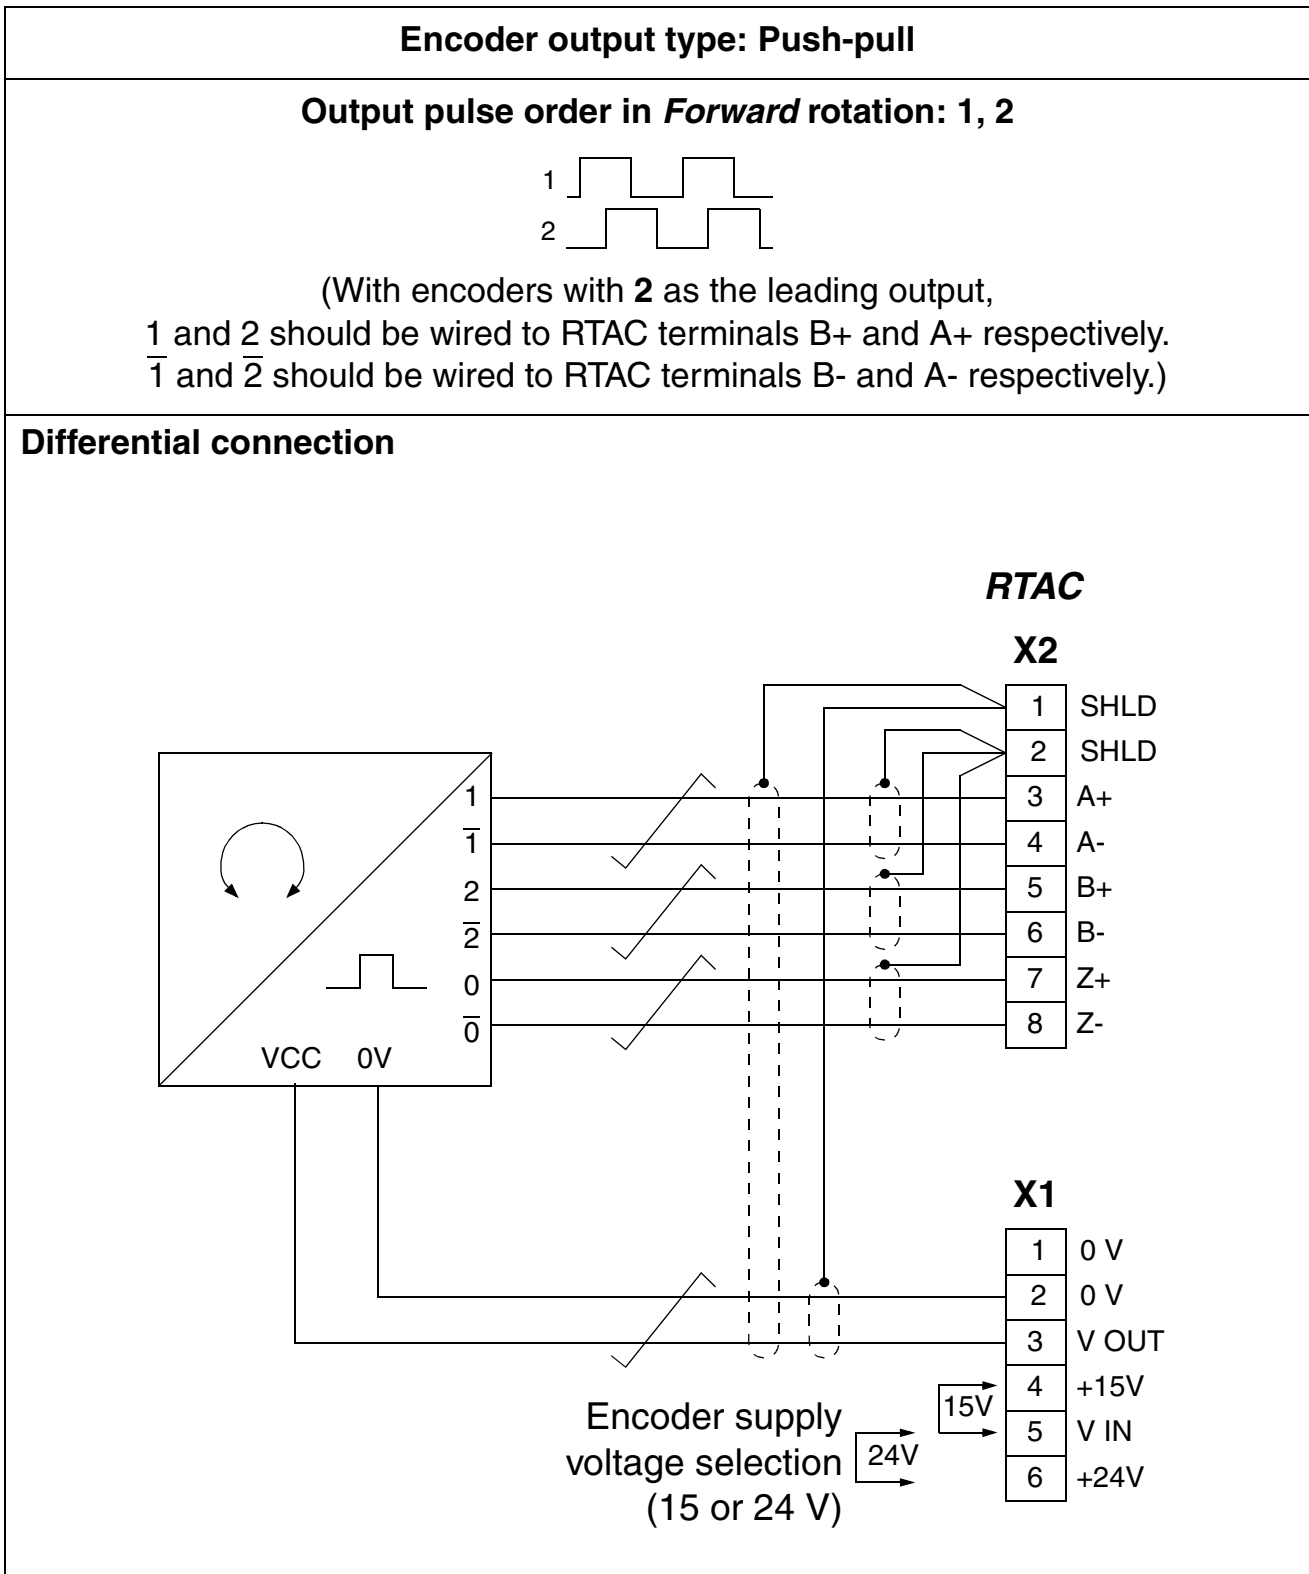 Encoder output type: Push-pull
Output pulse order in Forward rotation: 1, 2
1
2
(With encoders with 2 as the leading output,
1 and 2 should be wired to RTAC terminals B+ and A+ respectively.
1̅ and 2̅ should be wired to RTAC terminals B- and A- respectively.)
Differential connection
RTAC
X2
1 SHLD
2 SHLD
1 3 A+
1̅ 4 A-
2 5 B+
2̅ 6 B-
0 7 Z+
0̅ 8 Z-
VCC 0V
X1
1 0 V
2 0 V
3 V OUT
4 +15V
15V
5 V IN
24V
6 +24V
Encoder supply
voltage selection
(15 or 24 V)